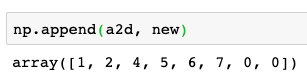 np.append(a2d, new)
array([1, 2, 4, 5, 6, 7, 0, 0])